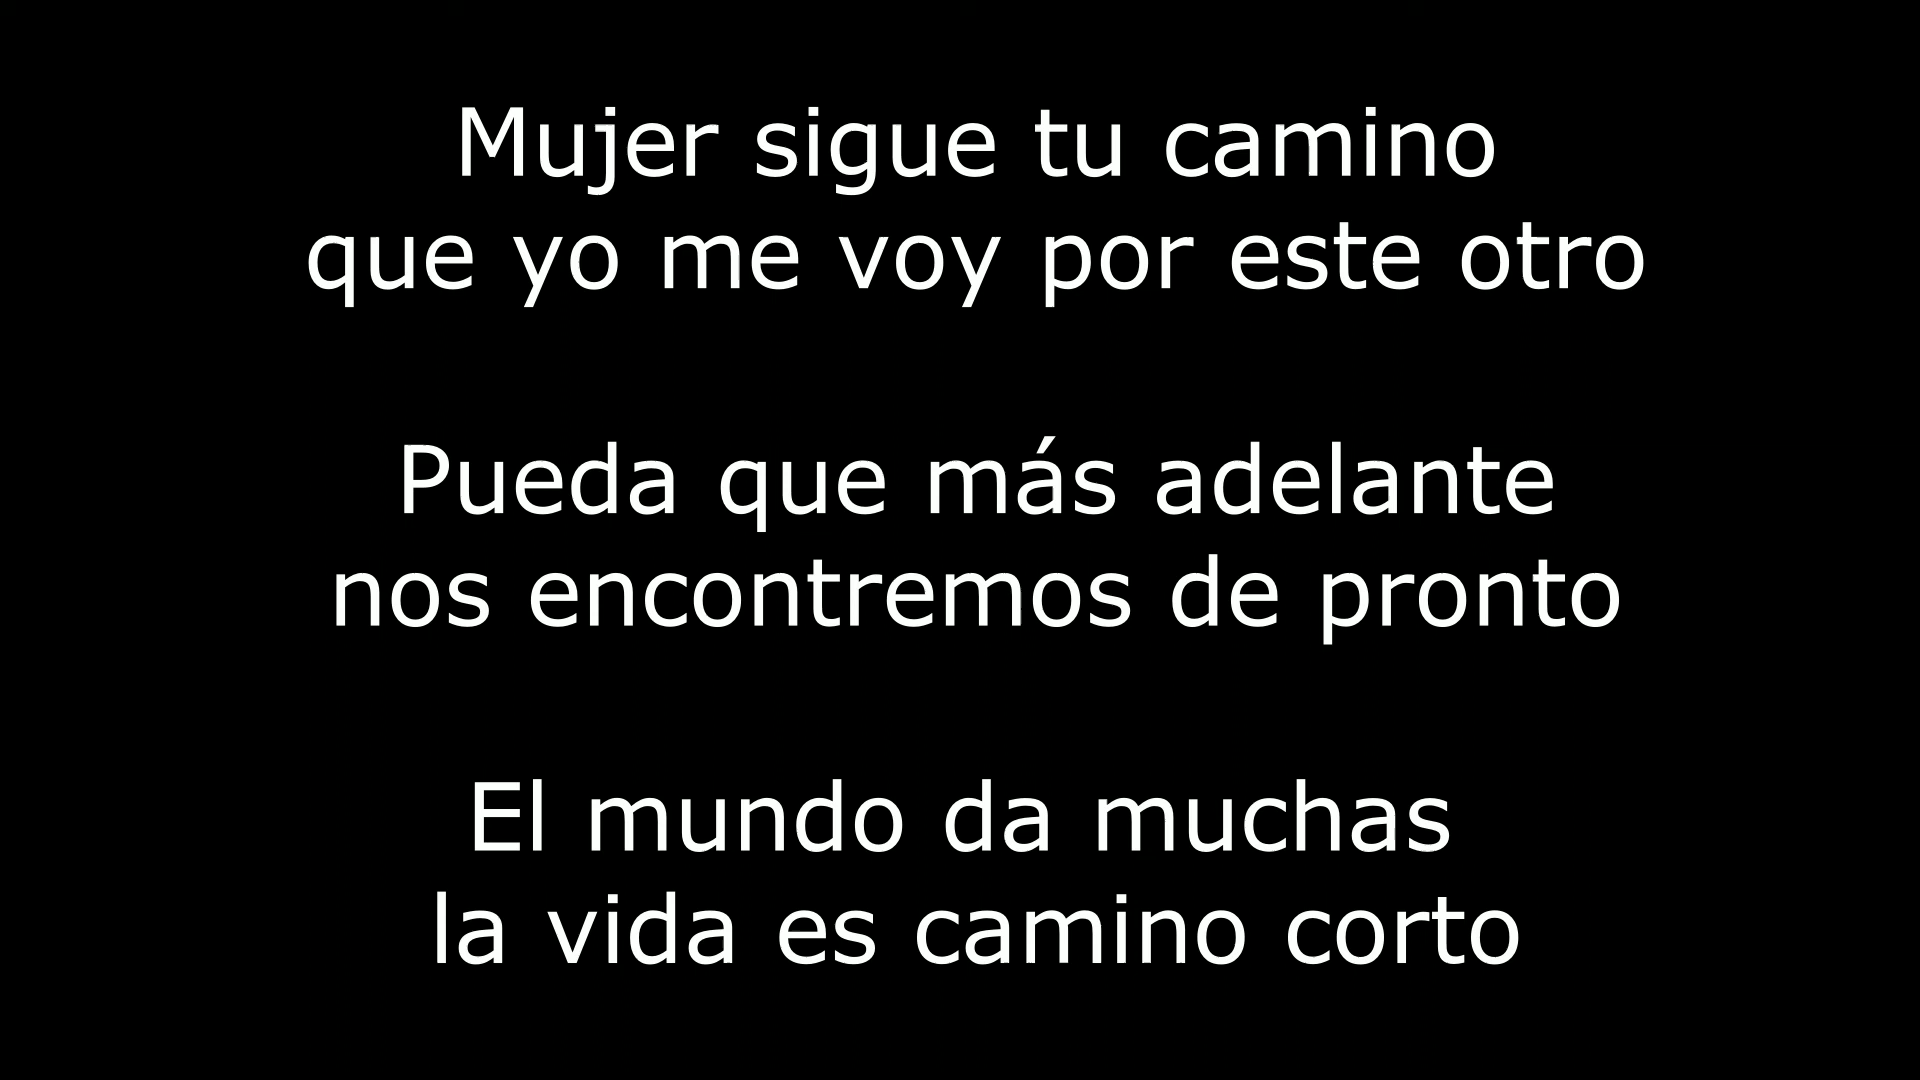 Mujer sigue tu camino
que yo me voy por este otro
Pueda que más adelante
nos encontremos de pronto
El mundo da muchas
la vida es camino corto